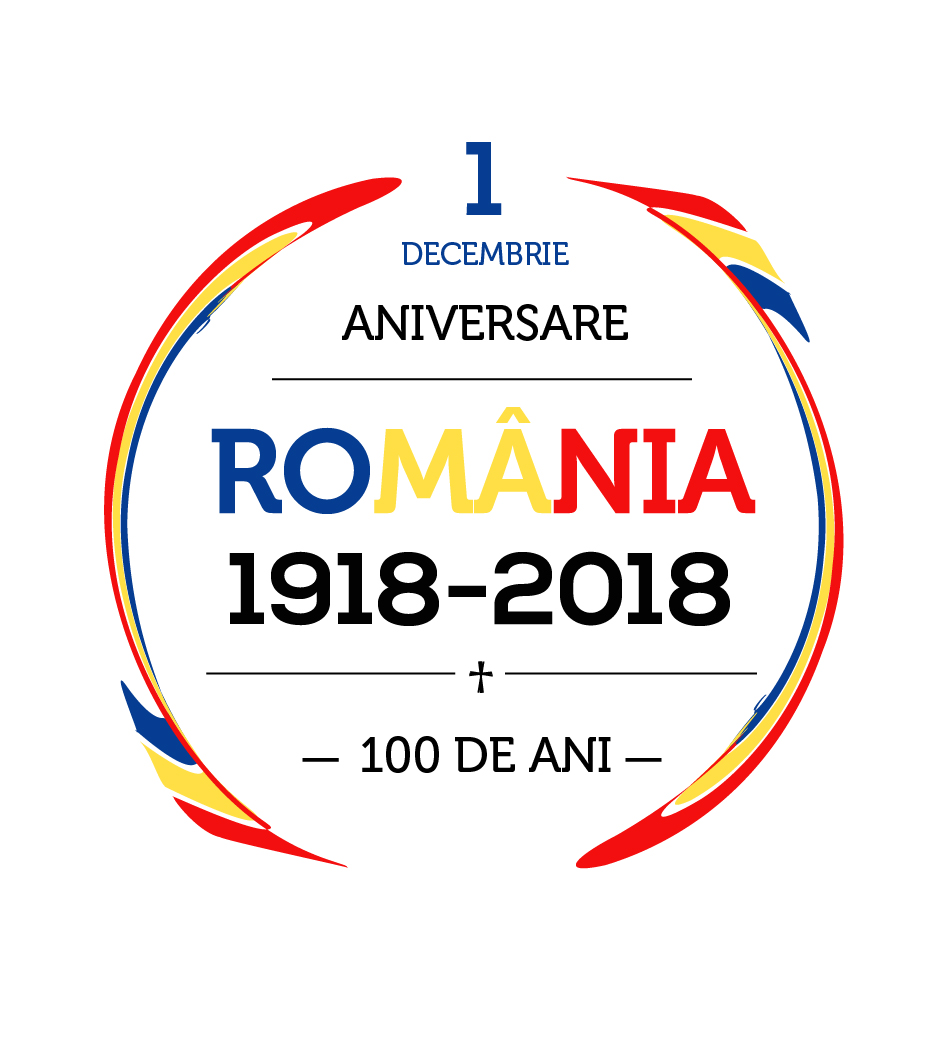 1
DECEMBRIE
ANIVERSARE
ROMÂNIA
1918-2018
†
— 100 DE ANI —